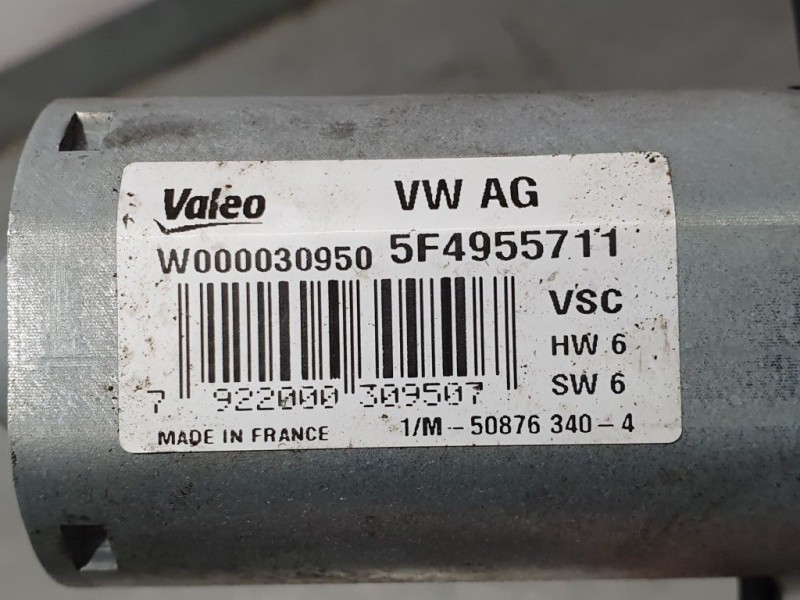 Valeo VW AG
W000030950 5F4955711
VSC
HW 6
SW 6
7 922000 309507
MADE IN FRANCE 1/M-50876 340-4